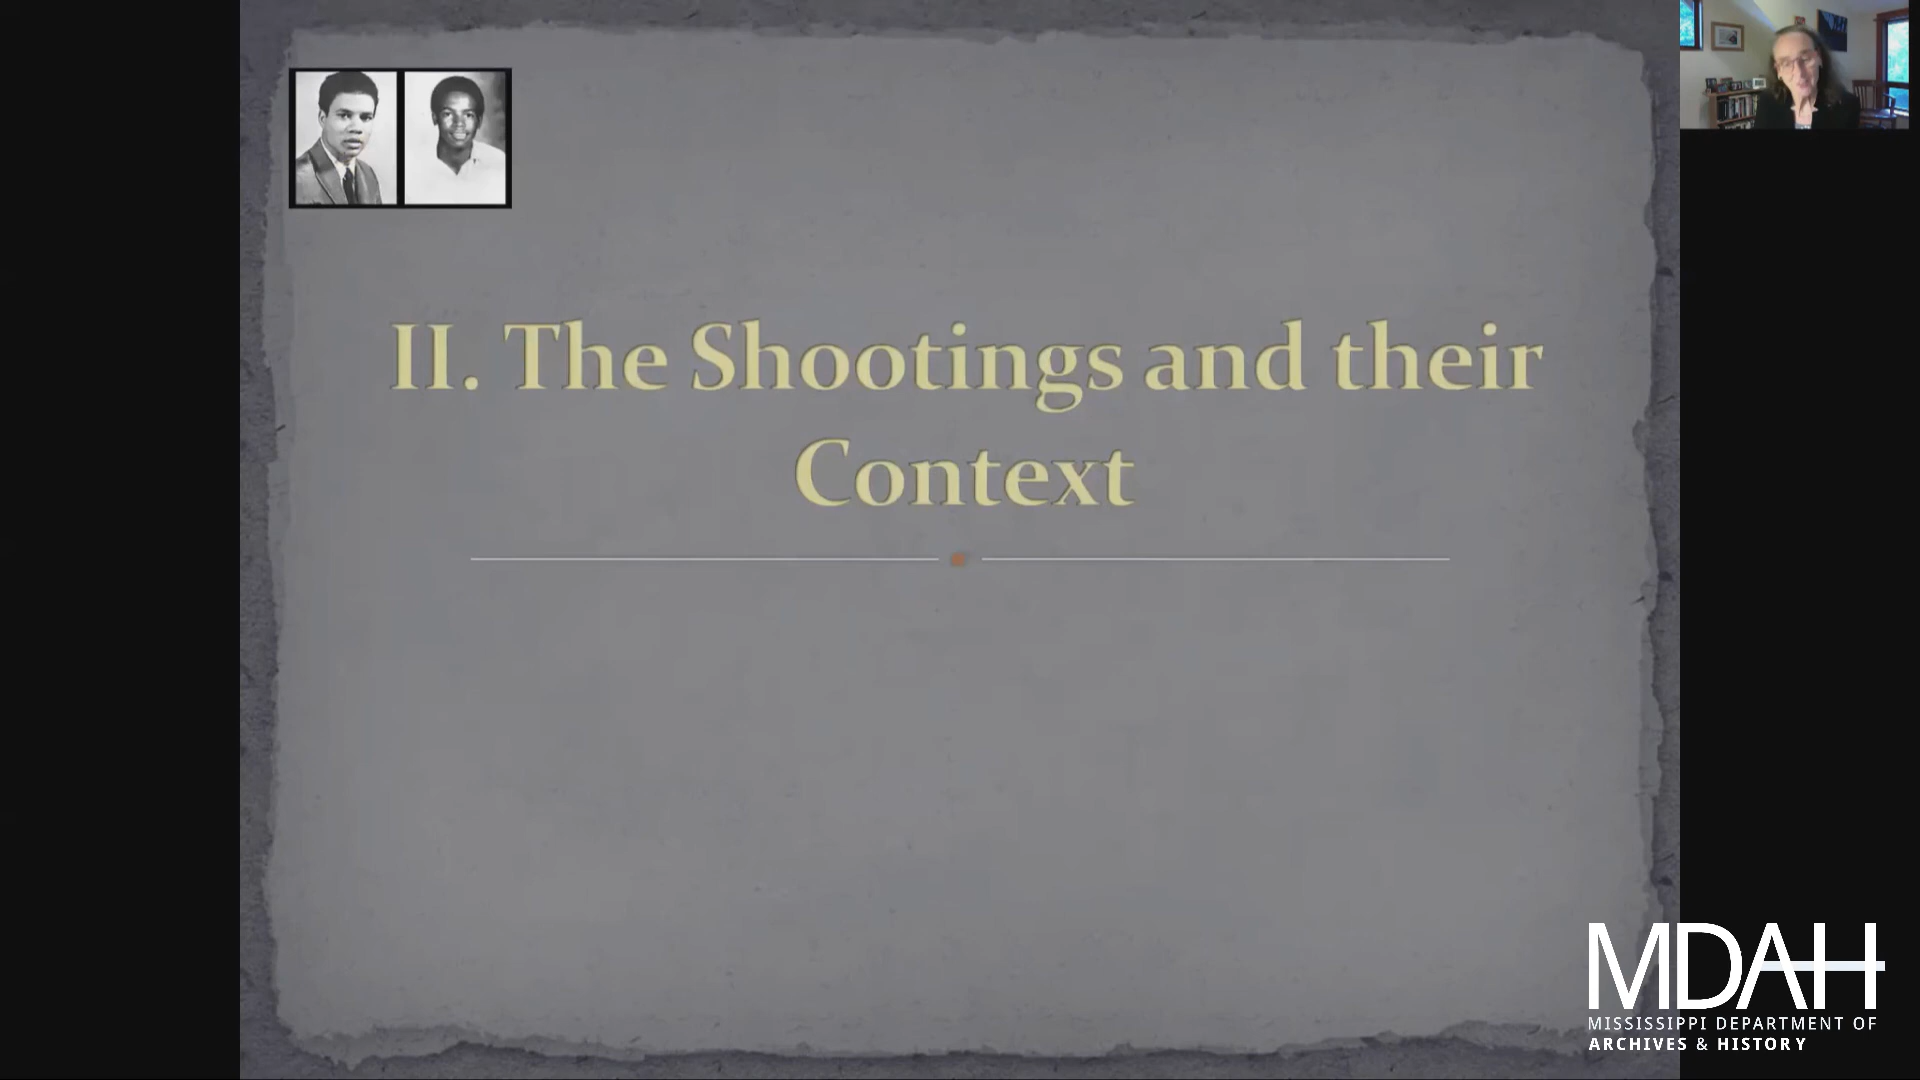 II. The Shootings and their
Context
MDAH
MISSISSIPPI DEPARTMENT OF
ARCHIVES & HISTORY